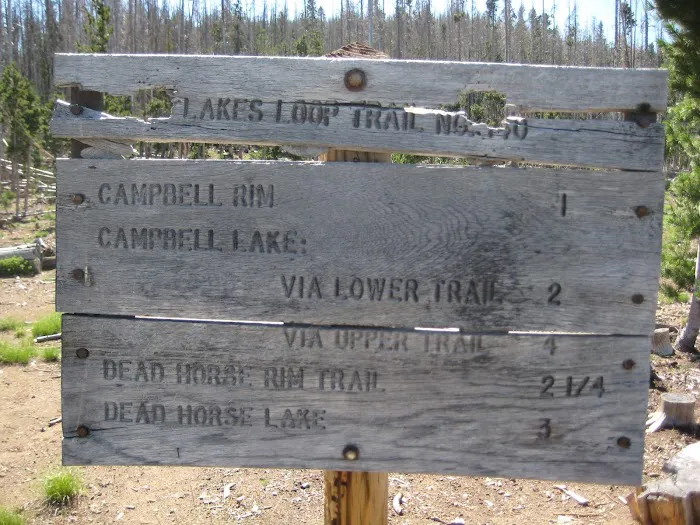 LAKES LOOP TRAIL
CAMPBELL RIM 1
CAMPBELL LAKE:
VIA LOWER TRAIL 2
VIA UPPER TRAIL 4
DEAD HORSE RIM TRAIL 2 1/4
DEAD HORSE LAKE 3